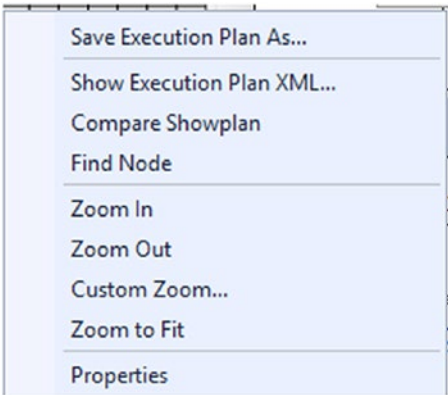 Save Execution Plan As...
Show Execution Plan XML...
Compare Showplan
Find Node
Zoom In
Zoom Out
Custom Zoom...
Zoom to Fit
Properties